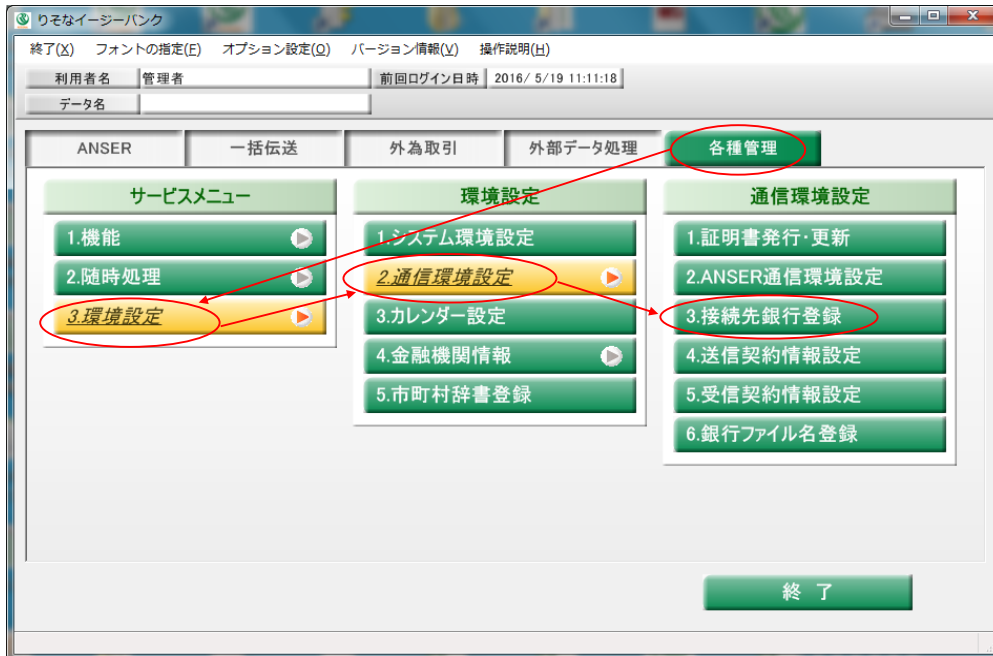 りそなイージーバンク
終了(X) フォントの指定(F) オプション設定(O) バージョン情報(V) 操作説明(H)
利用者名 管理者 前回ログイン日時 2016/ 5/19 11:11:18
データ名
ANSER 一括伝送 外為取引 外部データ処理 各種管理
サービスメニュー
1.機能
2.随時処理
3.環境設定
環境設定
1.システム環境設定
2.通信環境設定
3.カレンダー設定
4.金融機関情報
5.市町村辞書登録
通信環境設定
1.証明書発行・更新
2.ANSER通信環境設定
3.接続先銀行登録
4.送信契約情報設定
5.受信契約情報設定
6.銀行ファイル名登録
終 了